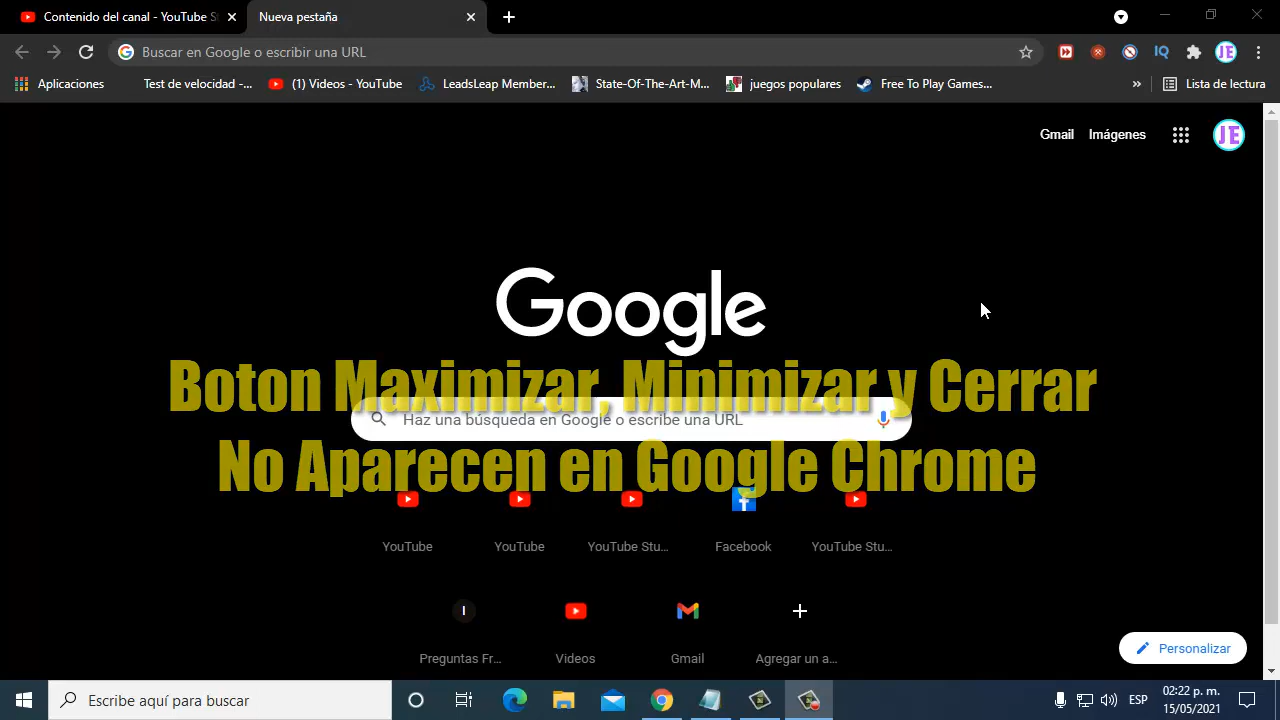 Contenido del canal - YouTube S
Nueva pestaña
Buscar en Google o escribir una URL
IQ
JE
Aplicaciones
Test de velocidad -...
(1) Videos - YouTube
LeadsLeap Member...
State-Of-The-Art-M...
juegos populares
Free To Play Games...
»
Lista de lectura
Gmail
Imágenes
JE
Google
Boton Maximizar, Minimizar y Cerrar
Haz una búsqueda en Google o escribe una URL
No Aparecen en Google Chrome
YouTube
YouTube
YouTube Stu...
Facebook
YouTube Stu...
I
Preguntas Fr...
Videos
Gmail
Agregar un a...
Personalizar
Escribe aquí para buscar
ESP
02:22 p. m.
15/05/2021